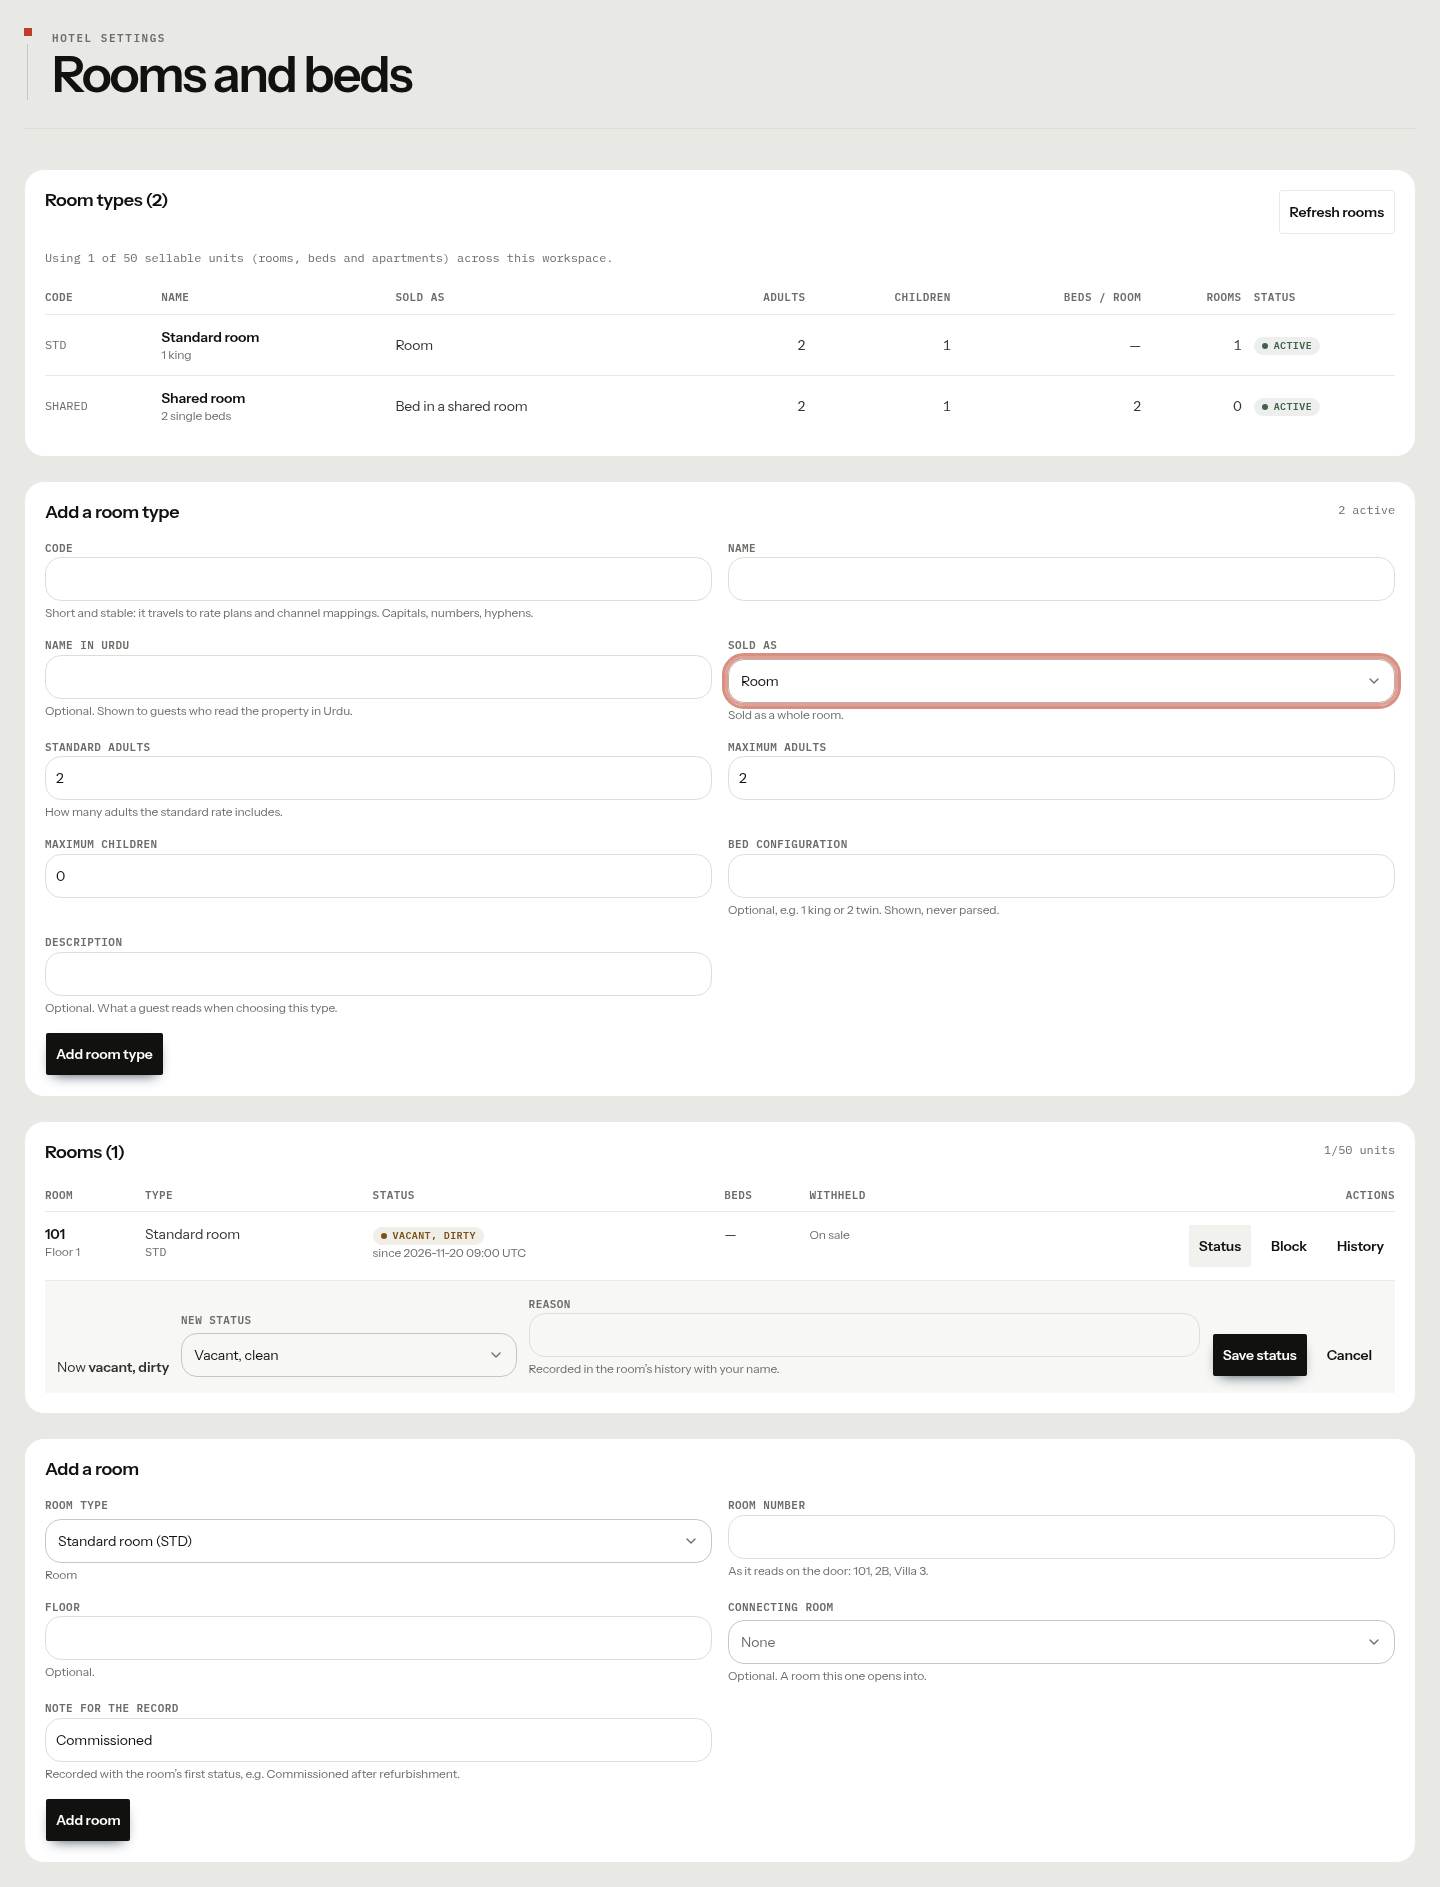 HOTEL SETTINGS
Rooms and beds
Room types (2)
Refresh rooms
Using 1 of 50 sellable units (rooms, beds and apartments) across this workspace.
CODE NAME SOLD AS ADULTS CHILDREN BEDS / ROOM ROOMS STATUS
STD Standard room Room 2 1 — 1 ACTIVE
1 king
SHARED Shared room Bed in a shared room 2 1 2 0 ACTIVE
2 single beds
Add a room type
2 active
CODE NAME
Short and stable: it travels to rate plans and channel mappings. Capitals, numbers, hyphens.
NAME IN URDU SOLD AS
Room
Optional. Shown to guests who read the property in Urdu. Sold as a whole room.
STANDARD ADULTS MAXIMUM ADULTS
2 2
How many adults the standard rate includes.
MAXIMUM CHILDREN BED CONFIGURATION
0
Optional, e.g. 1 king or 2 twin. Shown, never parsed.
DESCRIPTION
Optional. What a guest reads when choosing this type.
Add room type
Rooms (1)
1/50 units
ROOM TYPE STATUS BEDS WITHHELD ACTIONS
101 Standard room VACANT, DIRTY — On sale Status Block History
Floor 1 STD since 2026-11-20 09:00 UTC
REASON
NEW STATUS
Now vacant, dirty Vacant, clean Save status Cancel
Recorded in the room's history with your name.
Add a room
ROOM TYPE ROOM NUMBER
Standard room (STD)
Room As it reads on the door: 101, 2B, Villa 3.
FLOOR CONNECTING ROOM
None
Optional. Optional. A room this one opens into.
NOTE FOR THE RECORD
Commissioned
Recorded with the room's first status, e.g. Commissioned after refurbishment.
Add room